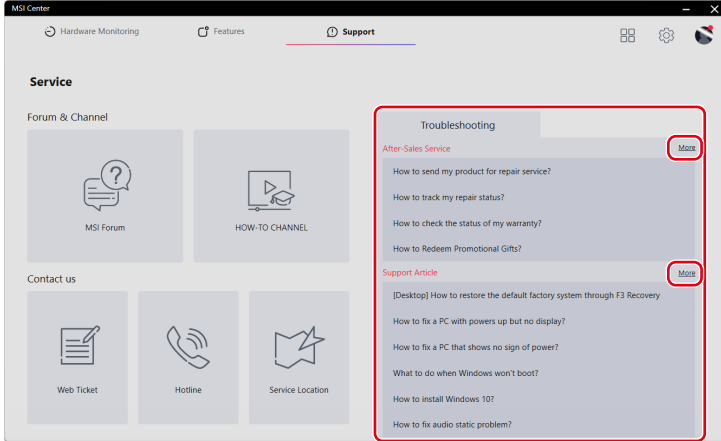 MSI Center
Hardware Monitoring
Features
Support
Service
Forum & Channel
MSI Forum
HOW-TO CHANNEL
Contact us
Web Ticket
Hotline
Service Location
Troubleshooting
After-Sales Service
More
How to send my product for repair service?
How to track my repair status?
How to check the status of my warranty?
How to Redeem Promotional Gifts?
Support Article
More
[Desktop] How to restore the default factory system through F3 Recovery
How to fix a PC with powers up but no display?
How to fix a PC that shows no sign of power?
What to do when Windows won't boot?
How to install Windows 10?
How to fix audio static problem?